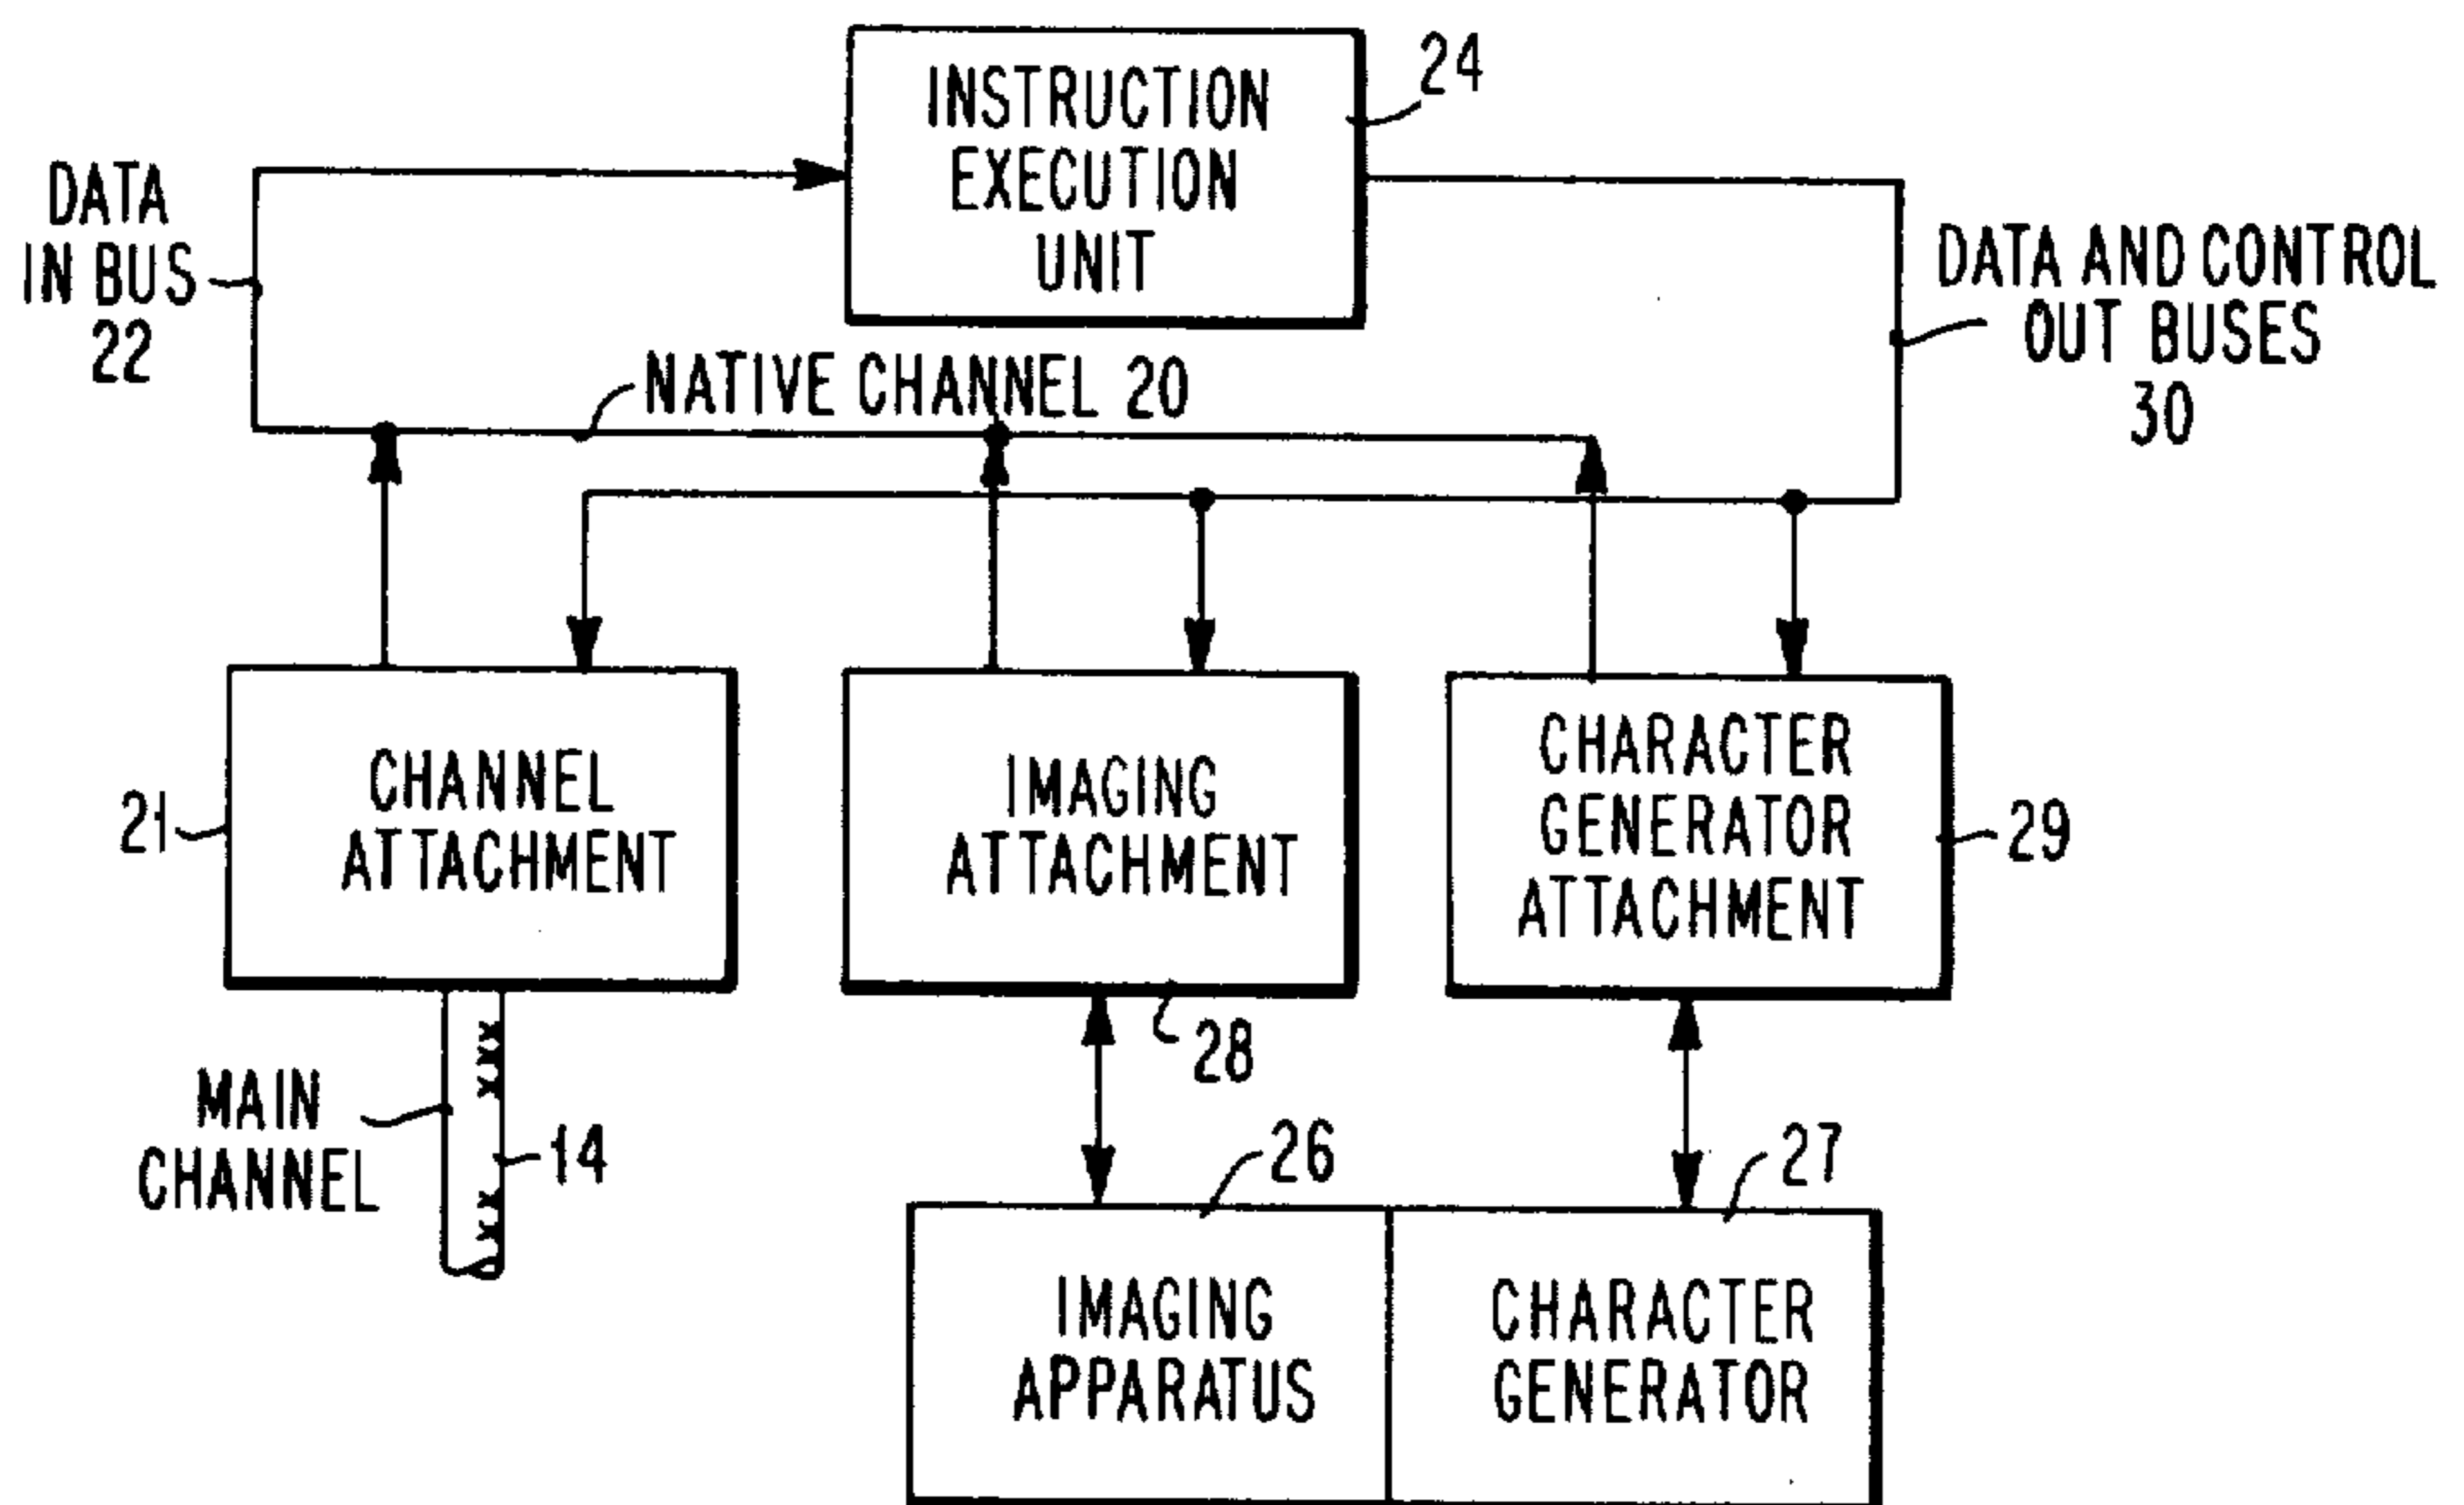 INSTRUCTION
EXECUTION
UNIT
24
DATA
IN BUS
22
DATA AND CONTROL
OUT BUSES
30
NATIVE CHANNEL 20
CHANNEL
ATTACHMENT
21
IMAGING
ATTACHMENT
28
CHARACTER
GENERATOR
ATTACHMENT
29
MAIN
CHANNEL
14
26
27
IMAGING
APPARATUS
CHARACTER
GENERATOR